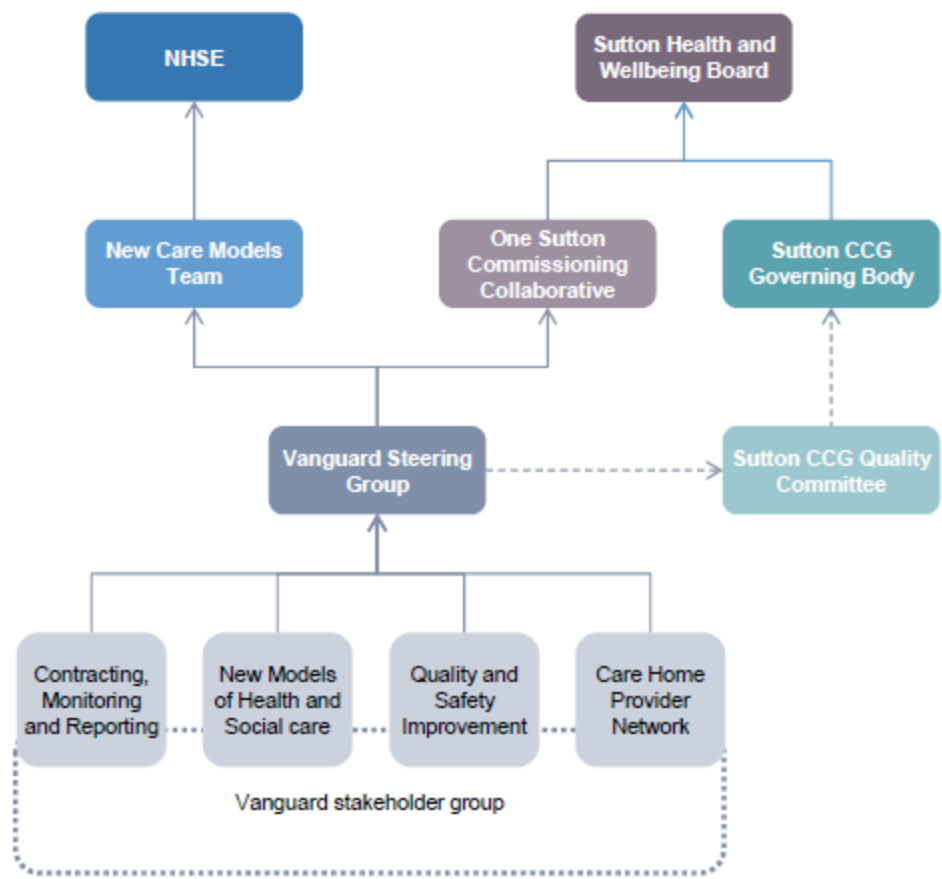 NHSE
Sutton Health and
Wellbeing Board
New Care Models
Team
One Sutton
Commissioning
Collaborative
Sutton CCG
Governing Body
Vanguard Steering
Group
Sutton CCG Quality
Committee
Contracting,
Monitoring
and Reporting
New Models
of Health and
Social care
Quality and
Safety
Improvement
Care Home
Provider
Network
Vanguard stakeholder group